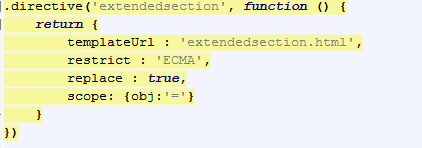 .directive('extendedsection', function () {
    return {
        templateUrl : 'extendedsection.html',
        restrict : 'ECMA',
        replace : true,
        scope: {obj:'='}
    }
})